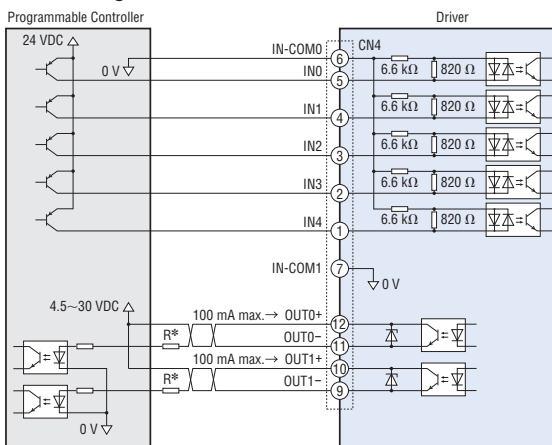 Programmable Controller
Driver
24 VDC
0 V
IN-COM0
6
CN4
IN0
5
6.6 kΩ
820 Ω
IN1
4
6.6 kΩ
820 Ω
IN2
3
6.6 kΩ
820 Ω
IN3
2
6.6 kΩ
820 Ω
IN4
1
6.6 kΩ
820 Ω
IN-COM1
7
0 V
4.5~30 VDC
100 mA max.→ OUT0+
12
R*
OUT0−
11
100 mA max.→ OUT1+
10
R*
OUT1−
9
0 V